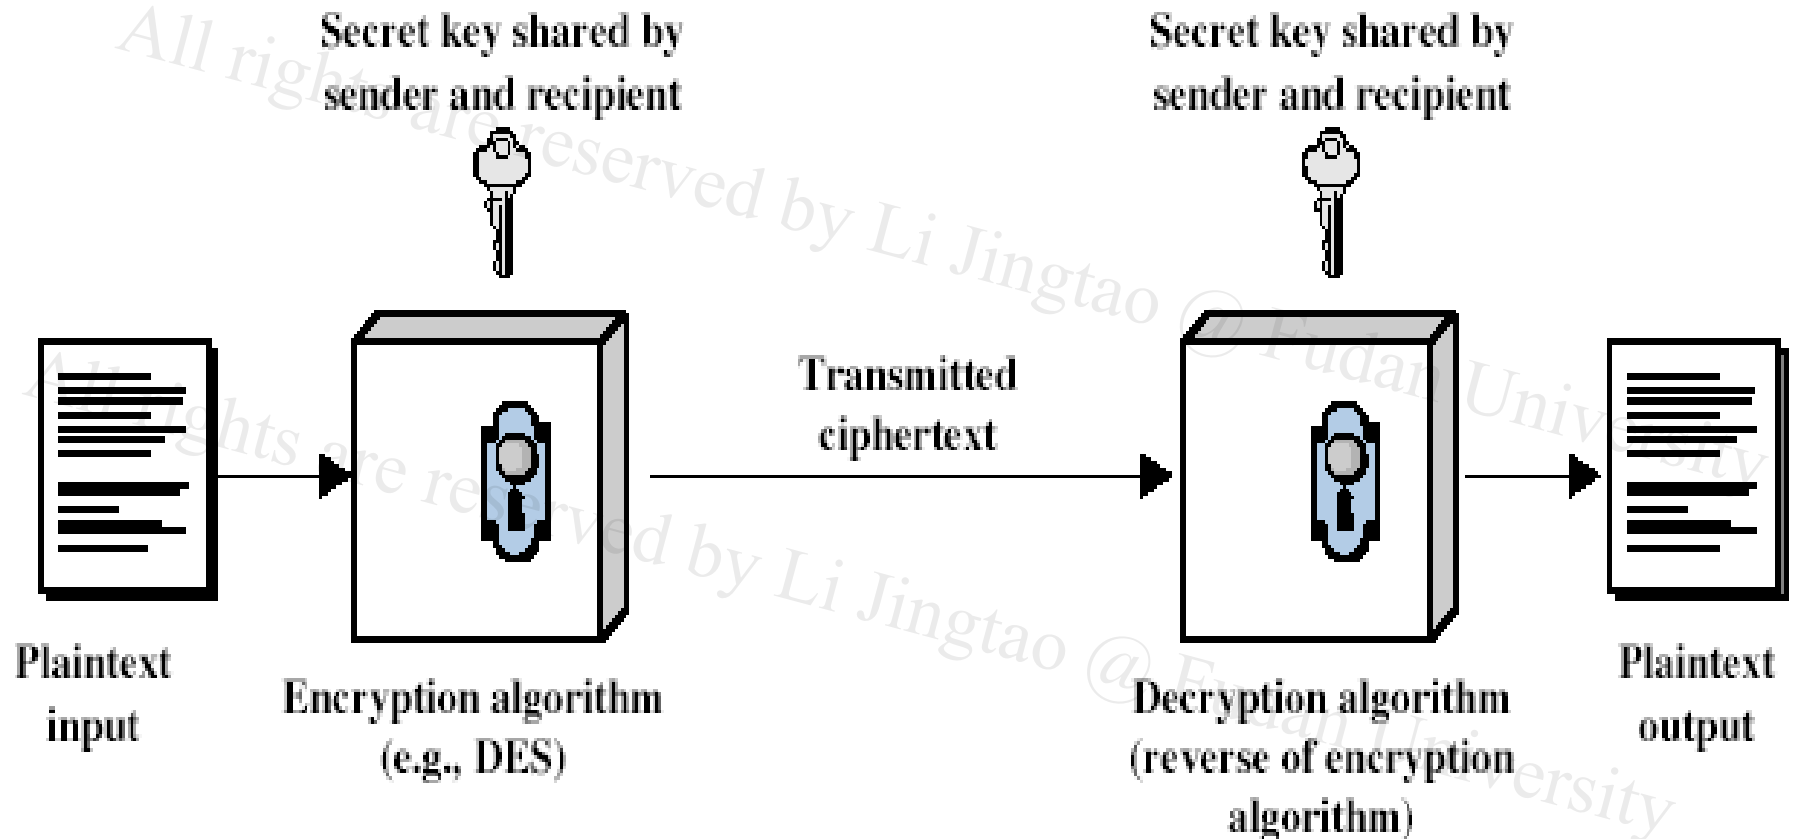 Secret key shared by
sender and recipient
Secret key shared by
sender and recipient
Transmitted
ciphertext
Plaintext
input
Encryption algorithm
(e.g., DES)
Decryption algorithm
(reverse of encryption
algorithm)
Plaintext
output
All rights are reserved by Li Jingtao @ Fudan University
All rights are reserved by Li Jingtao @ Fudan University